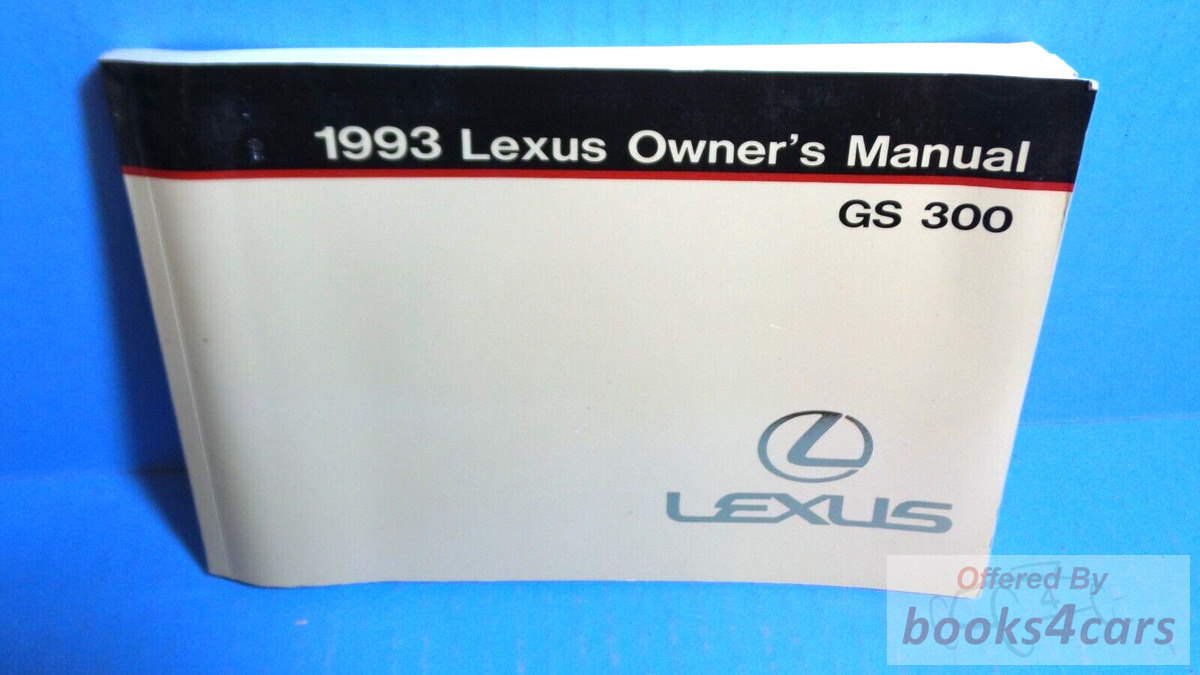 1993 Lexus Owner's Manual
GS 300
LEXUS
Offered By
books4cars